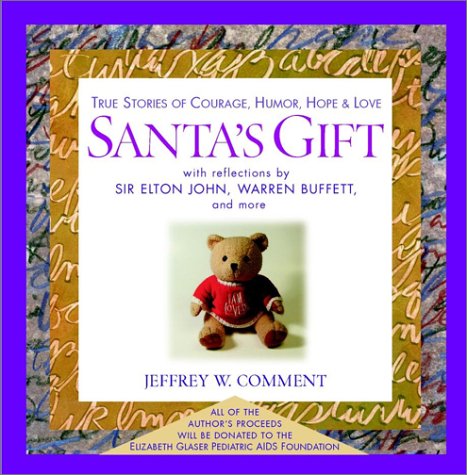 TRUE STORIES OF COURAGE, HUMOR, HOPE & LOVE
SANTA'S GIFT
with reflections by
SIR ELTON JOHN, WARREN BUFFETT,
and more
I AM
LOVED
JEFFREY W. COMMENT
ALL OF THE
AUTHOR'S PROCEEDS
WILL BE DONATED TO THE
ELIZABETH GLASER PEDIATRIC AIDS FOUNDATION